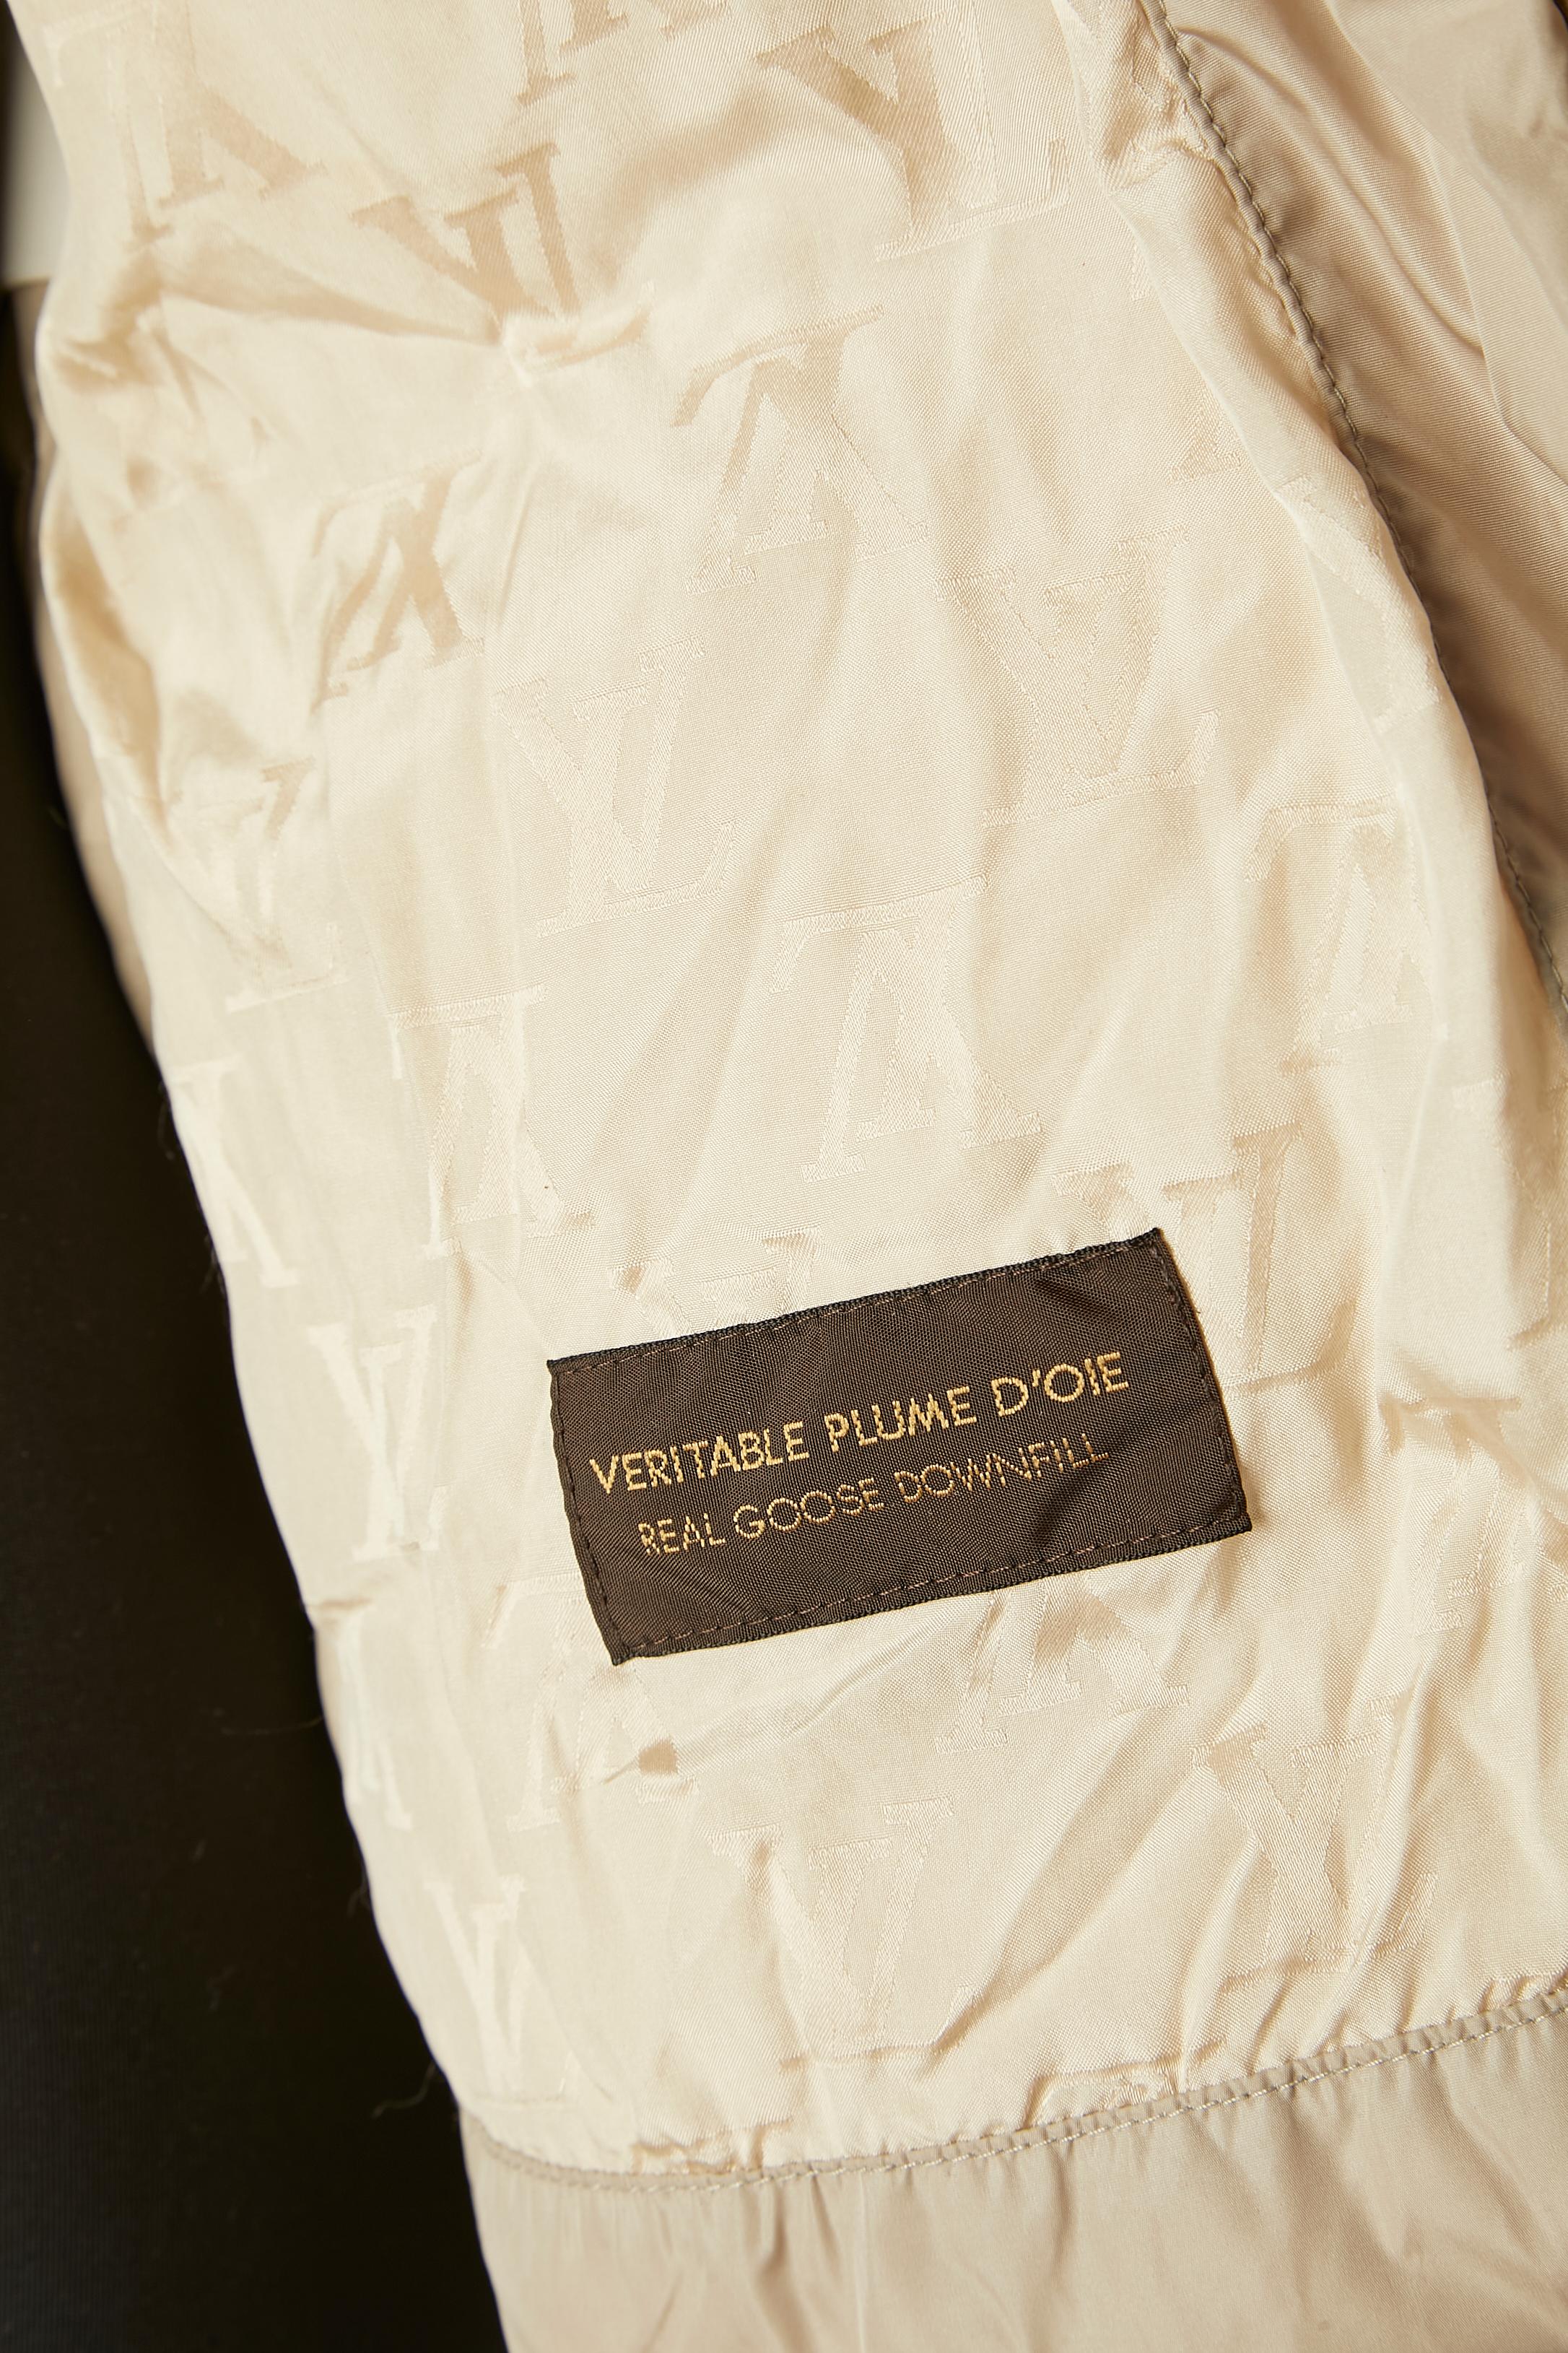 VERITABLE PLUME D'OIE
REAL GOOSE DOWNFILL